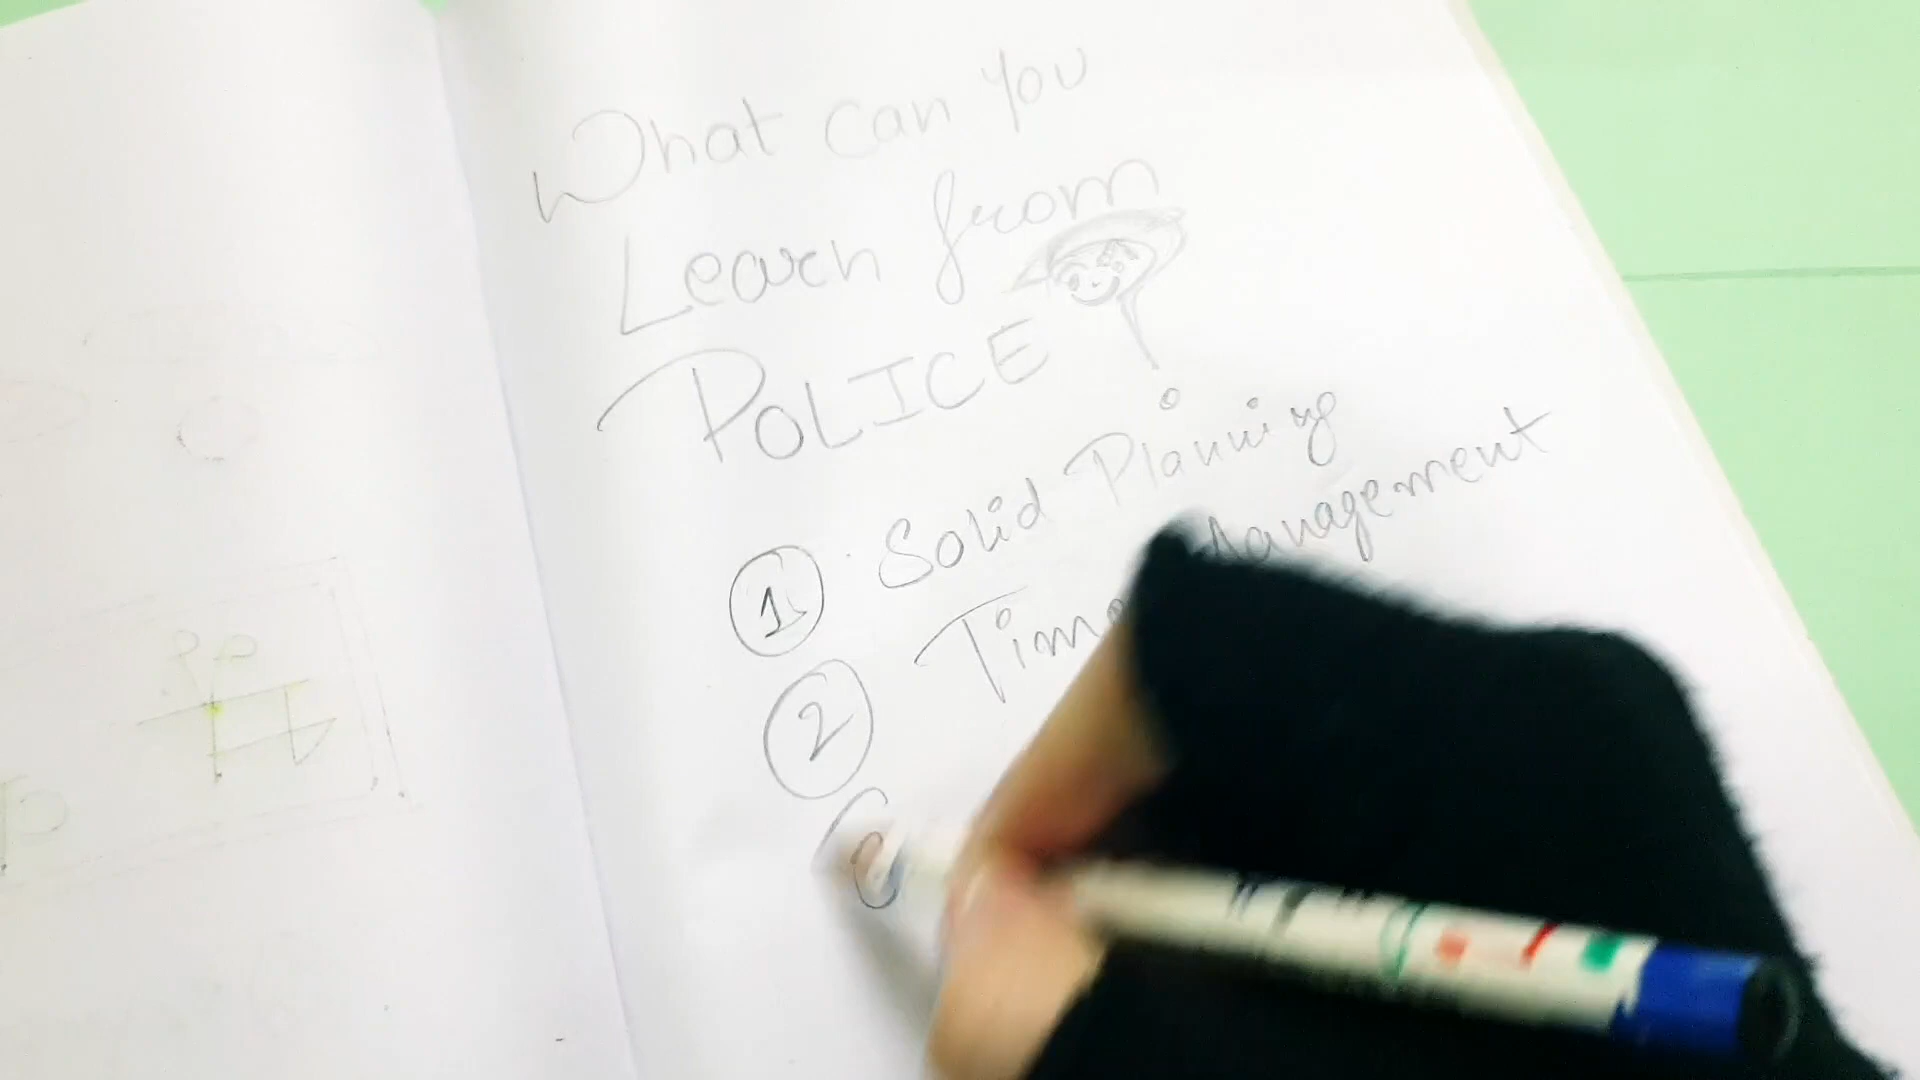 What can you
Learn from
POLICE ?
1 Solid Planning
2 Time Management